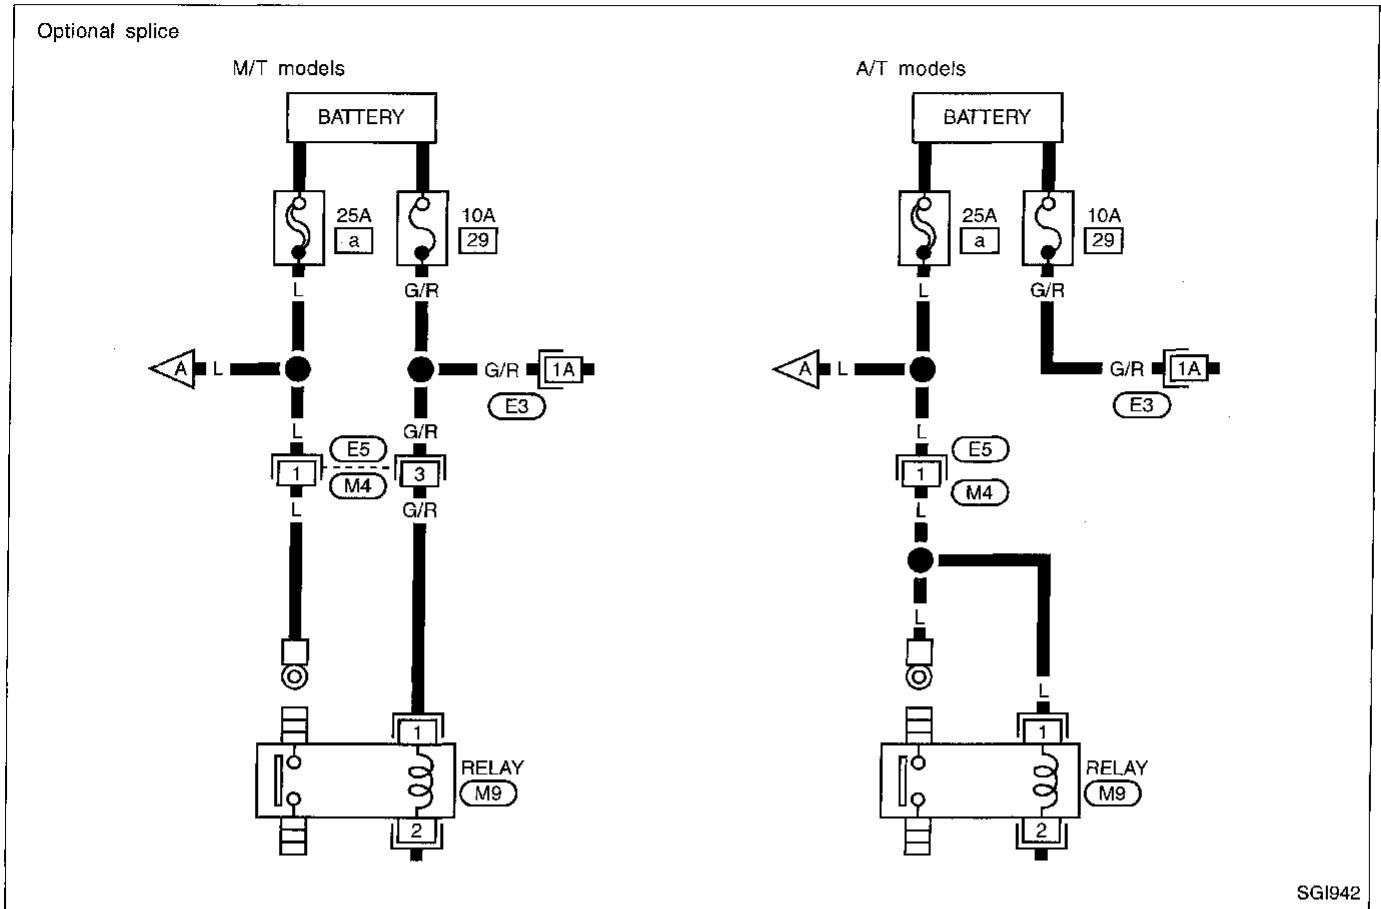 Optional splice
M/T models
BATTERY
25A
a
10A
29
L
G/R
A
L
G/R
1A
E3
L
G/R
E5
1
3
M4
L
G/R
1
RELAY
M9
2
A/T models
BATTERY
25A
a
10A
29
L
G/R
A
L
G/R
1A
E3
L
E5
1
M4
L
L
L
1
RELAY
M9
2
SGI942